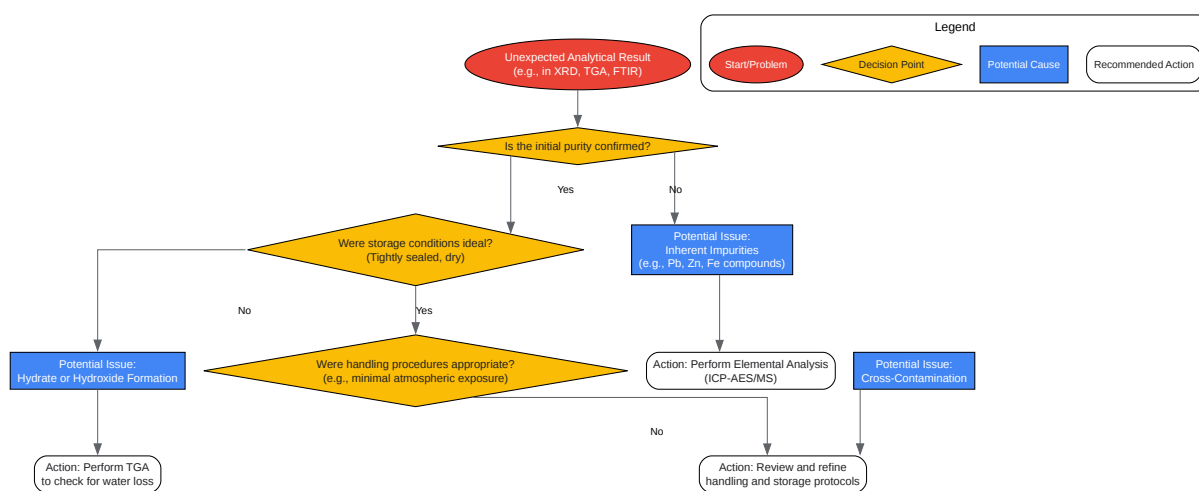 Legend
Start/Problem
Decision Point
Potential Cause
Recommended Action
Unexpected Analytical Result
(e.g., in XRD, TGA, FTIR)
Is the initial purity confirmed?
Yes
No
Were storage conditions ideal?
(Tightly sealed, dry)
Potential Issue:
Inherent Impurities
(e.g., Pb, Zn, Fe compounds)
No
Yes
Potential Issue:
Hydrate or Hydroxide Formation
Were handling procedures appropriate?
(e.g., minimal atmospheric exposure)
Action: Perform Elemental Analysis
(ICP-AES/MS)
Potential Issue:
Cross-Contamination
No
Action: Perform TGA
to check for water loss
Action: Review and refine
handling and storage protocols